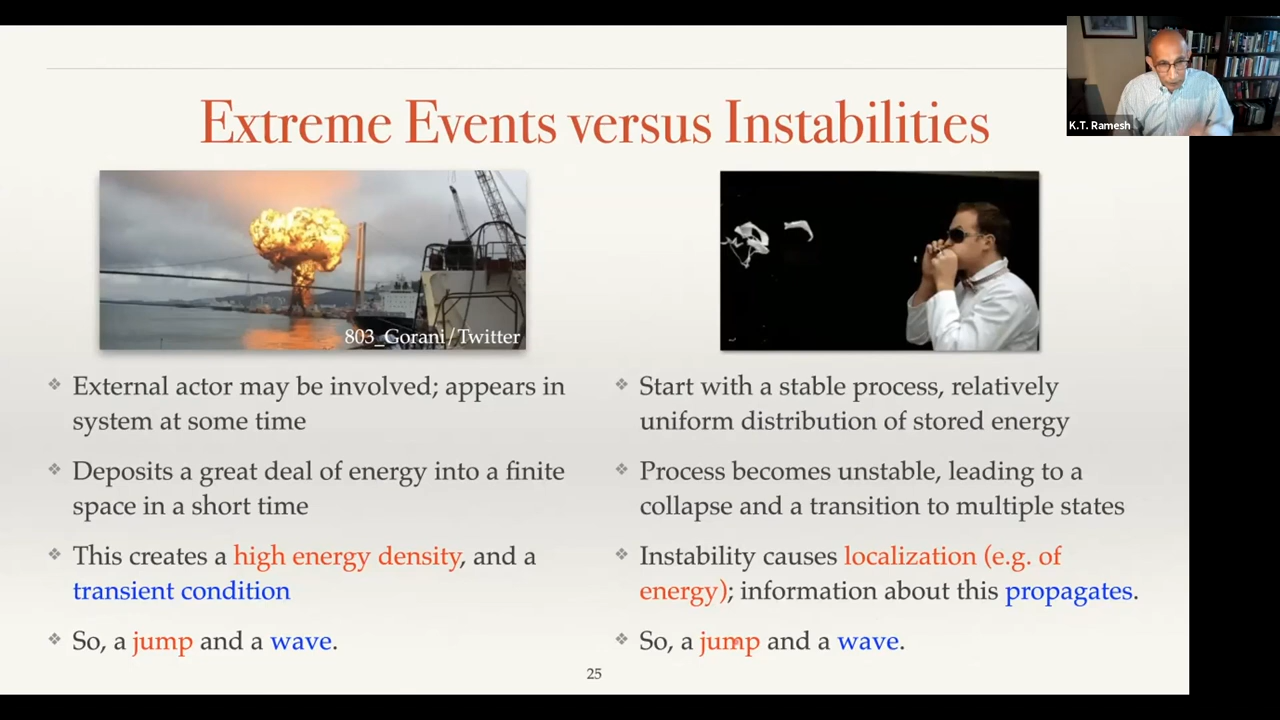 K.T. Ramesh
Extreme Events versus Instabilities
803_Gorani/Twitter
❖ External actor may be involved; appears in
system at some time
❖ Deposits a great deal of energy into a finite
space in a short time
❖ This creates a high energy density, and a
transient condition
❖ So, a jump and a wave.
❖ Start with a stable process, relatively
uniform distribution of stored energy
❖ Process becomes unstable, leading to a
collapse and a transition to multiple states
❖ Instability causes localization (e.g. of
energy); information about this propagates.
❖ So, a jump and a wave.
25